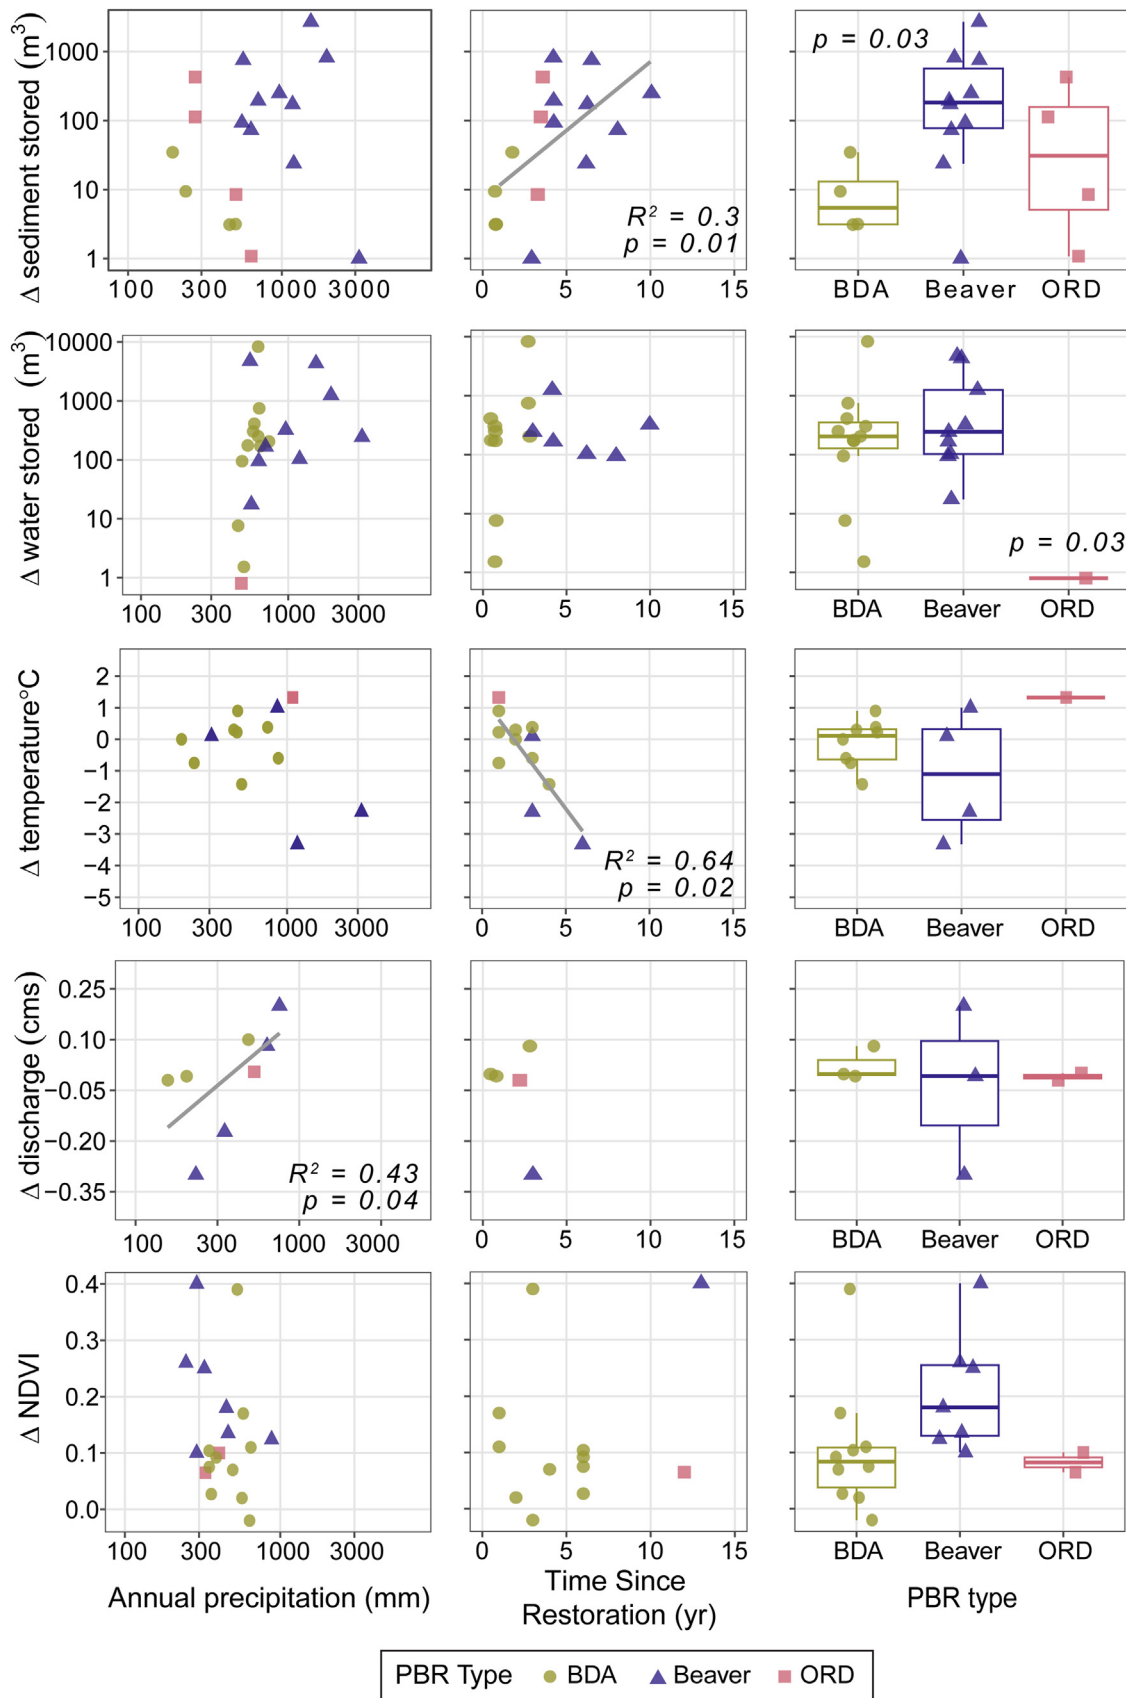 Δ sediment stored (m³)
1000
100
10
1
100 300 1000 3000
R² = 0.3
p = 0.01
0 5 10 15
p = 0.03
BDA Beaver ORD
Δ water stored (m³)
10000
1000
100
10
1
100 300 1000 3000
0 5 10 15
p = 0.03
BDA Beaver ORD
Δ temperature°C
2
1
0
−1
−2
−3
−4
−5
100 300 1000 3000
R² = 0.64
p = 0.02
0 5 10 15
BDA Beaver ORD
Δ discharge (cms)
0.25
0.10
−0.05
−0.20
−0.35
R² = 0.43
p = 0.04
100 300 1000 3000
0 5 10 15
BDA Beaver ORD
Δ NDVI
0.4
0.3
0.2
0.1
0.0
100 300 1000 3000
0 5 10 15
BDA Beaver ORD
Annual precipitation (mm)
Time Since
Restoration (yr)
PBR type
PBR Type BDA Beaver ORD